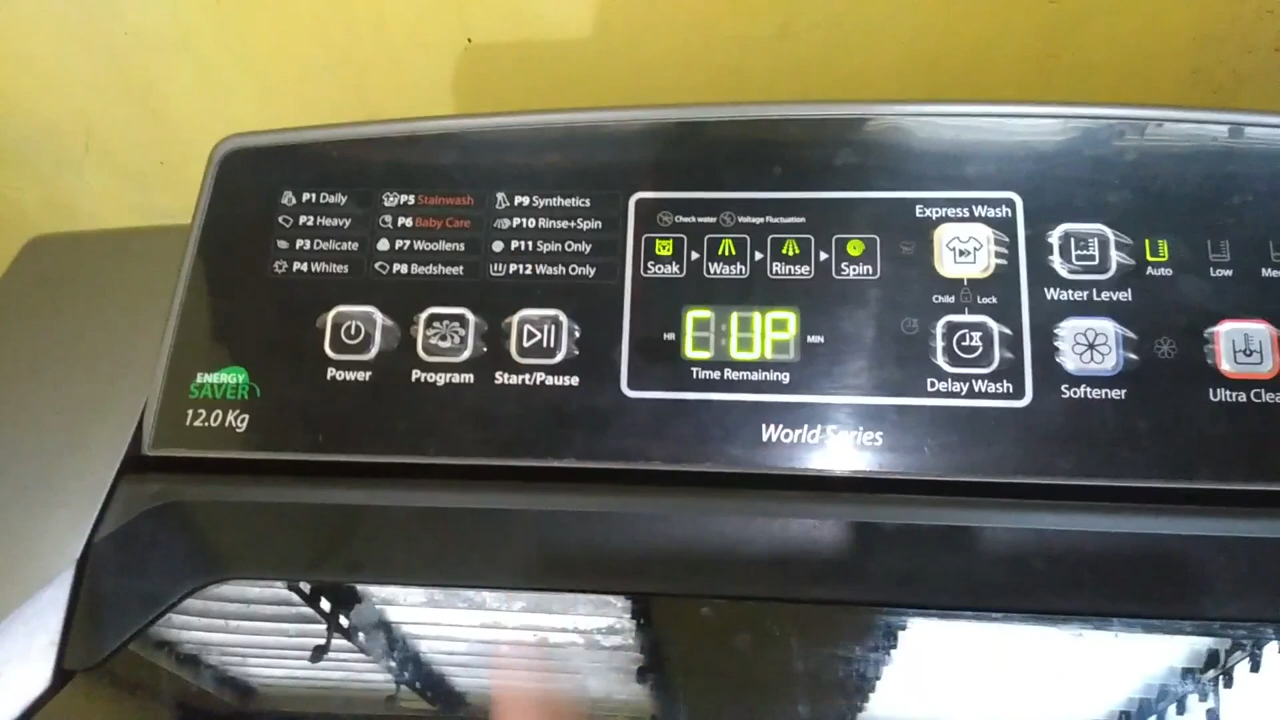 P1 Daily
P2 Heavy
P3 Delicate
P4 Whites
P5 Stainwash
P6 Baby Care
P7 Woollens
P8 Bedsheet
P9 Synthetics
P10 Rinse+Spin
P11 Spin Only
P12 Wash Only
Power
Program
Start/Pause
ENERGY
SAVER
12.0 Kg
Check water
Voltage Fluctuation
Soak
Wash
Rinse
Spin
HR
C UP
MIN
Time Remaining
Express Wash
Child Lock
Delay Wash
World Series
Water Level
Auto
Low
Softener